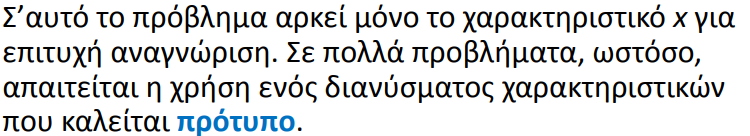 Σ’αυτό το πρόβλημα αρκεί μόνο το χαρακτηριστικό x για
επιτυχή αναγνώριση. Σε πολλά προβλήματα, ωστόσο,
απαιτείται η χρήση ενός διανύσματος χαρακτηριστικών
που καλείται πρότυπο.